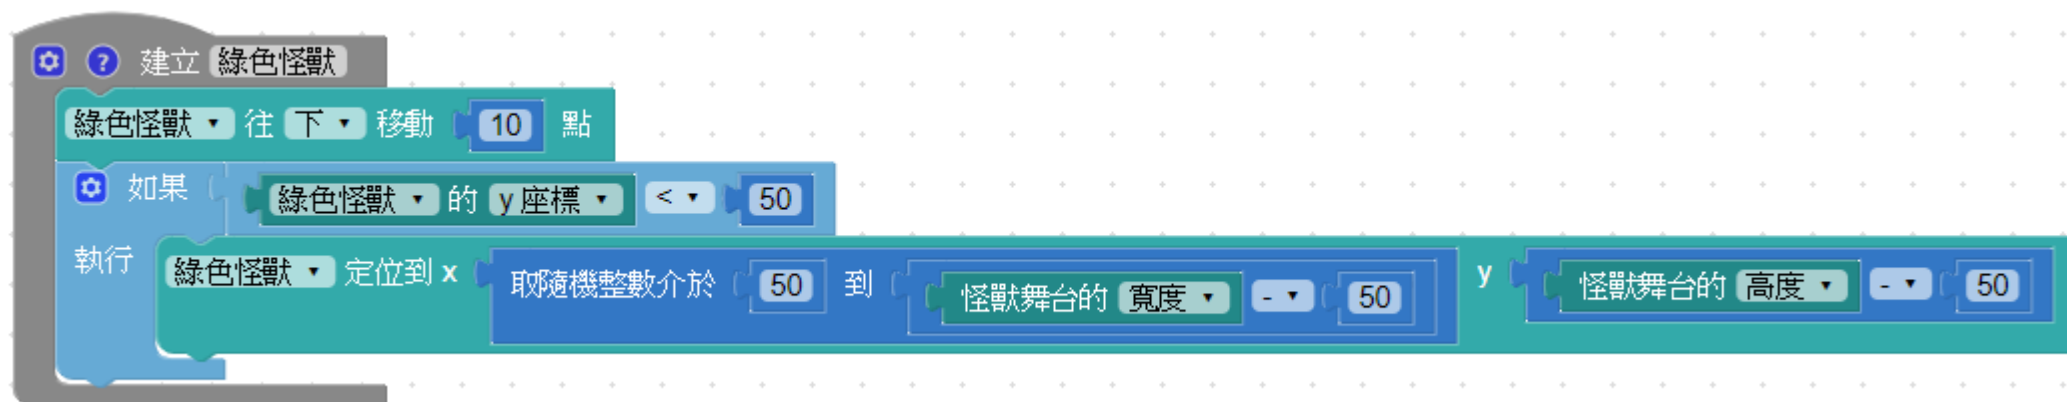 建立 綠色怪獸
綠色怪獸 往 下 移動 10 點
如果 綠色怪獸 的 y 座標 < 50
執行 綠色怪獸 定位到 x 取隨機整數介於 50 到 怪獸舞台的 寬度 - 50 y 怪獸舞台的 高度 - 50